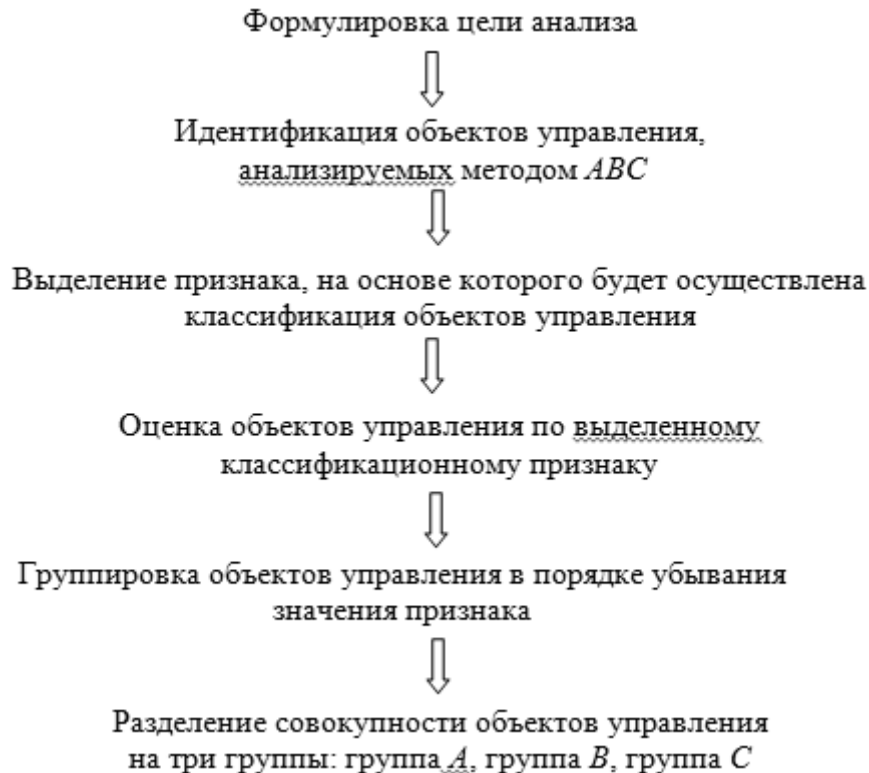 Формулировка цели анализа
Идентификация объектов управления,
анализируемых методом ABC
Выделение признака, на основе которого будет осуществлена
классификация объектов управления
Оценка объектов управления по выделенному
классификационному признаку
Группировка объектов управления в порядке убывания
значения признака
Разделение совокупности объектов управления
на три группы: группа A, группа B, группа C